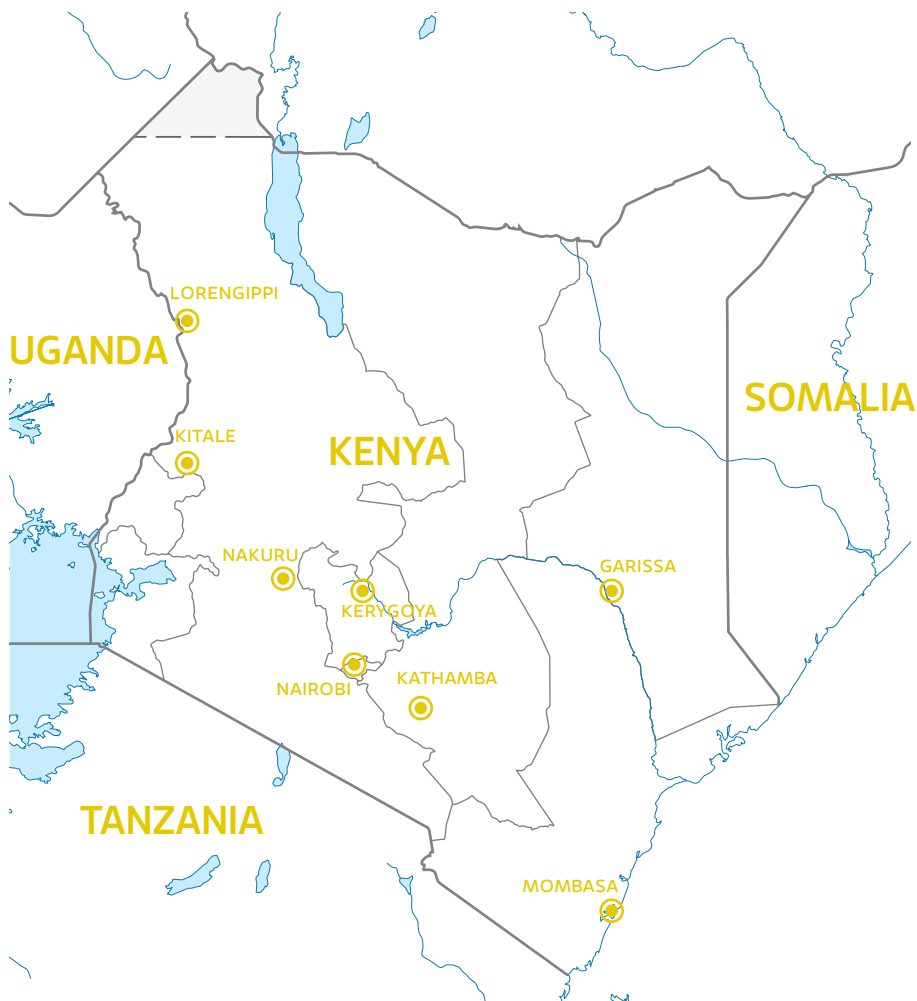 LORENGIPPI
UGANDA
SOMALIA
KITALE
KENYA
NAKURU
GARISSA
KERYGOYA
KATHAMBA
NAIROBI
TANZANIA
MOMBASA